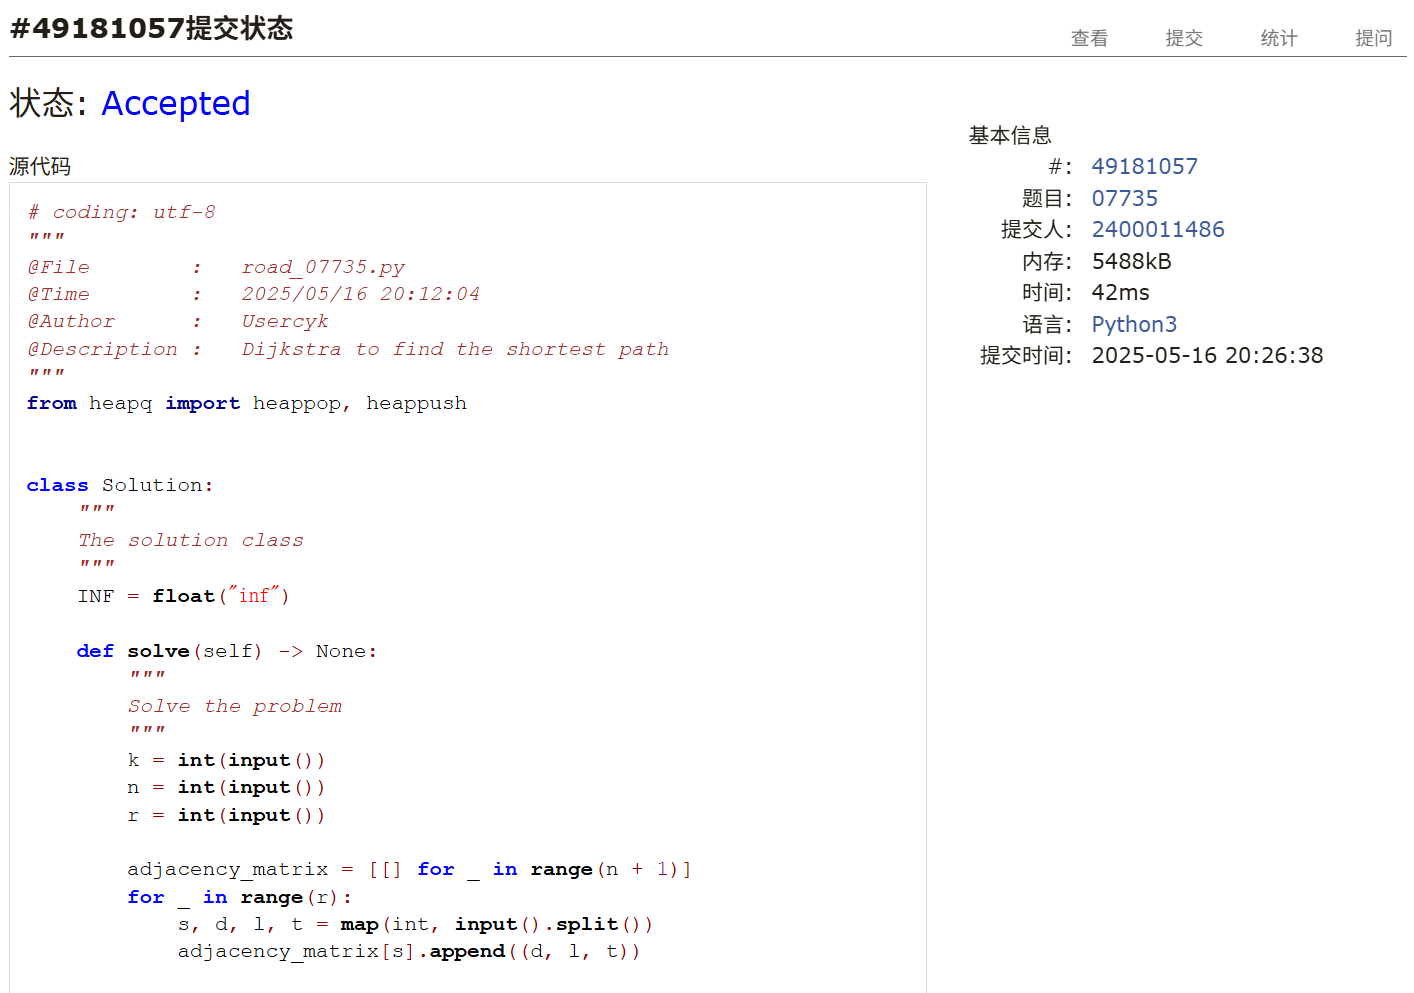 #49181057提交状态
查看 提交 统计 提问
状态: Accepted
源代码
# coding: utf-8
"""
@File        :   road_07735.py
@Time        :   2025/05/16 20:12:04
@Author      :   Usercyk
@Description :   Dijkstra to find the shortest path
"""
from heapq import heappop, heappush
class Solution:
    """
    The solution class
    """
    INF = float("inf")
    def solve(self) -> None:
        """
        Solve the problem
        """
        k = int(input())
        n = int(input())
        r = int(input())
        adjacency_matrix = [[] for _ in range(n + 1)]
        for _ in range(r):
            s, d, l, t = map(int, input().split())
            adjacency_matrix[s].append((d, l, t))
基本信息
#: 49181057
题目: 07735
提交人: 2400011486
内存: 5488kB
时间: 42ms
语言: Python3
提交时间: 2025-05-16 20:26:38